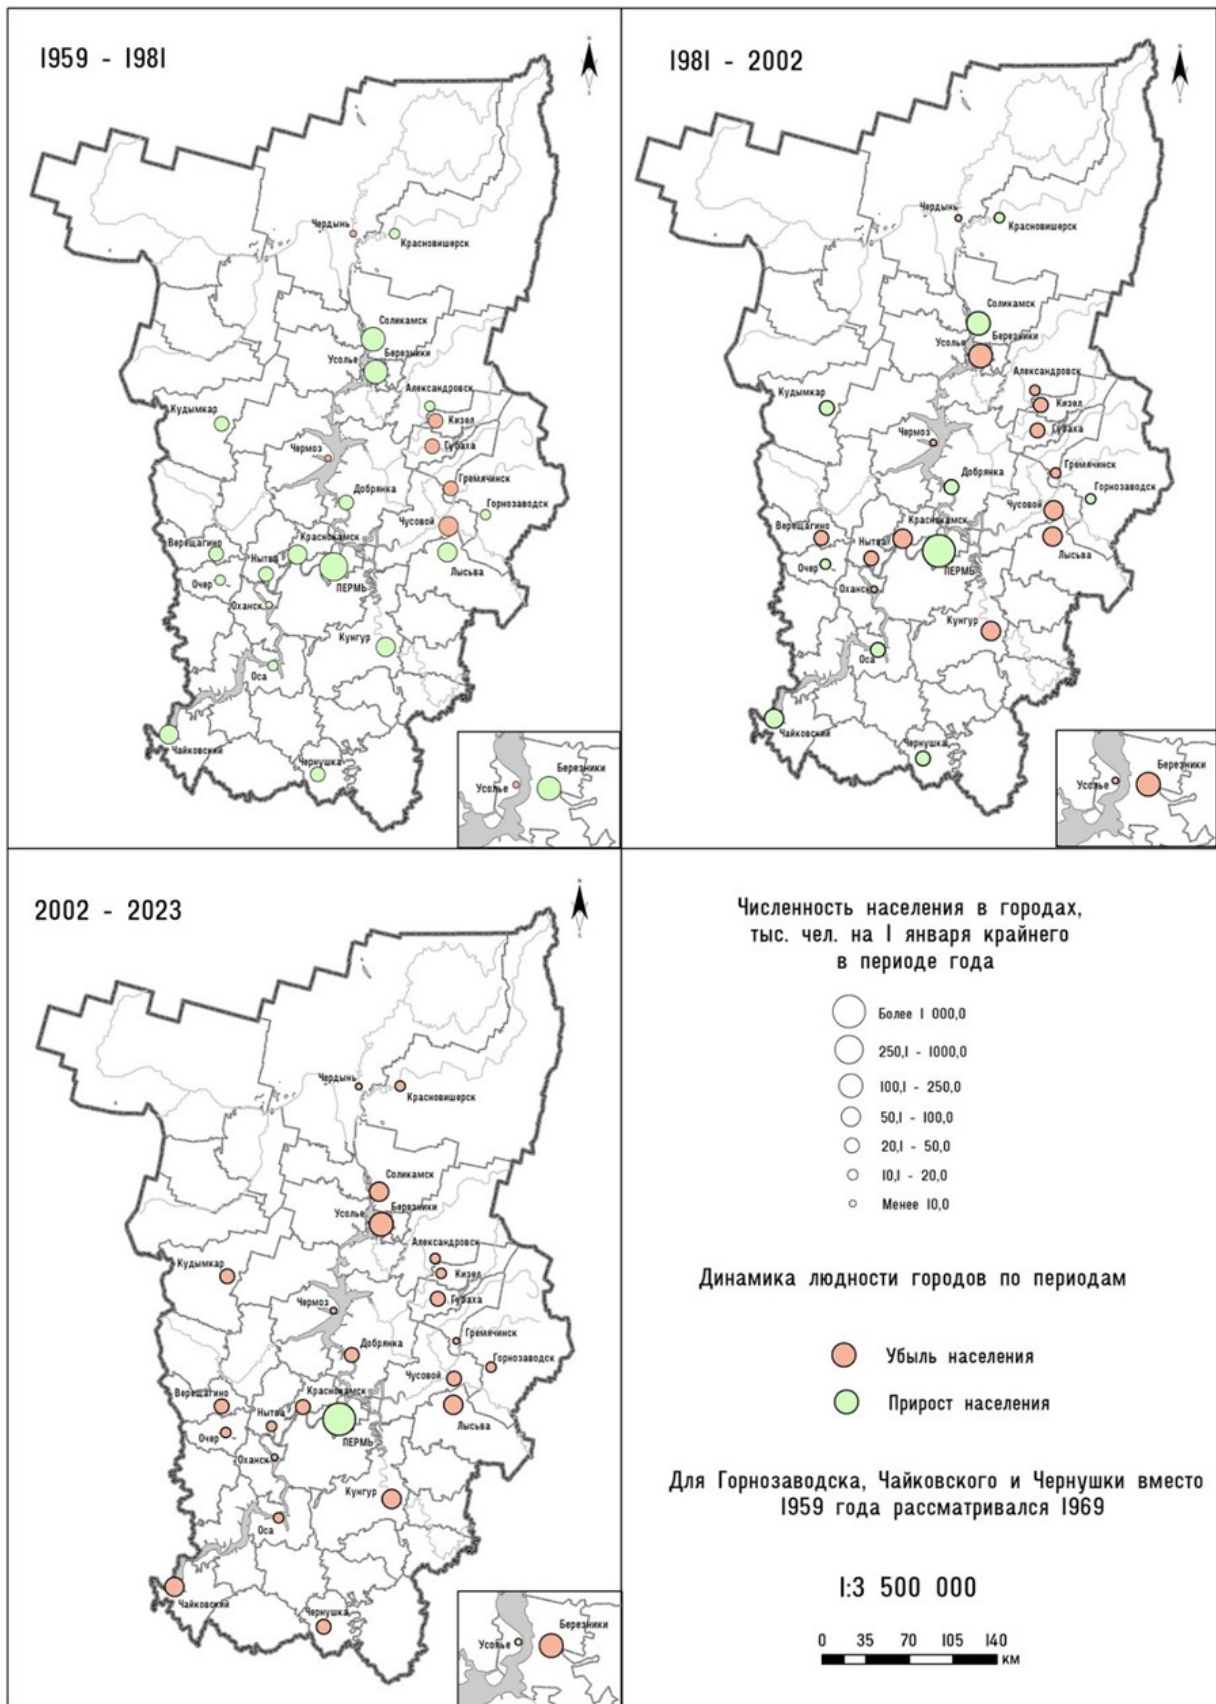 1959 - 1981
Чердынь
Красновишерск
Соликамск
Березники
Усолье
Александровск
Кизел
Губаха
Кудымкар
Чермоз
Гремячинск
Добрянка
Горнозаводск
Чусовой
Верещагино
Краснокамск
Нытва
Лысьва
Очер
ПЕРМЬ
Оханск
Кунгур
Оса
Чайковский
Чернушка
Березники
Усолье
1981 - 2002
Чердынь
Красновишерск
Соликамск
Березники
Усолье
Александровск
Кудымкар
Кизел
Губаха
Чермоз
Гремячинск
Добрянка
Горнозаводск
Чусовой
Верещагино
Краснокамск
Нытва
Лысьва
Очер
ПЕРМЬ
Оханск
Кунгур
Оса
Чайковский
Чернушка
Березники
Усолье
2002 - 2023
Чердынь
Красновишерск
Соликамск
Березники
Усолье
Александровск
Кудымкар
Кизел
Губаха
Чермоз
Гремячинск
Добрянка
Горнозаводск
Чусовой
Верещагино
Краснокамск
Нытва
Лысьва
Очер
ПЕРМЬ
Оханск
Кунгур
Оса
Чайковский
Чернушка
Березники
Усолье
Численность населения в городах,
тыс. чел. на 1 января крайнего
в периоде года
Более 1 000,0
250,1 - 1000,0
100,1 - 250,0
50,1 - 100,0
20,1 - 50,0
10,1 - 20,0
Менее 10,0
Динамика людности городов по периодам
Убыль населения
Прирост населения
Для Горнозаводска, Чайковского и Чернушки вместо
1959 года рассматривался 1969
1:3 500 000
0 35 70 105 140
км